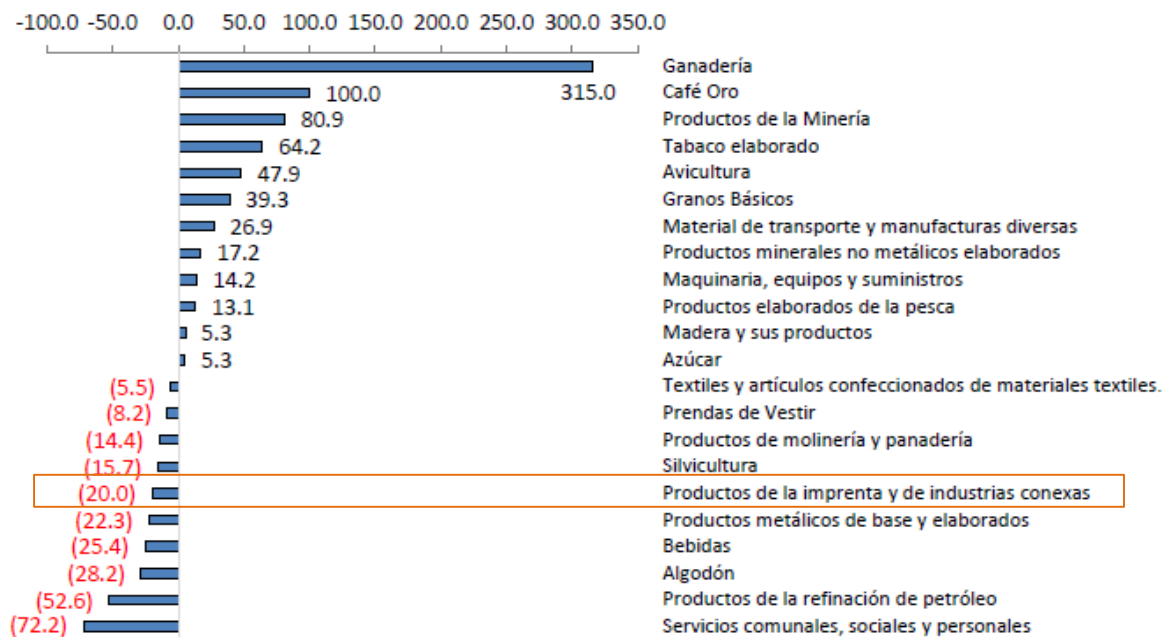 -100.0 -50.0 0.0 50.0 100.0 150.0 200.0 250.0 300.0 350.0
Ganadería
315.0
100.0 Café Oro
80.9 Productos de la Minería
64.2 Tabaco elaborado
47.9 Avicultura
39.3 Granos Básicos
26.9 Material de transporte y manufacturas diversas
17.2 Productos minerales no metálicos elaborados
14.2 Maquinaria, equipos y suministros
13.1 Productos elaborados de la pesca
5.3 Madera y sus productos
5.3 Azúcar
(5.5) Textiles y artículos confeccionados de materiales textiles.
(8.2) Prendas de Vestir
(14.4) Productos de molinería y panadería
(15.7) Silvicultura
(20.0) Productos de la imprenta y de industrias conexas
(22.3) Productos metálicos de base y elaborados
(25.4) Bebidas
(28.2) Algodón
(52.6) Productos de la refinación de petróleo
(72.2) Servicios comunales, sociales y personales